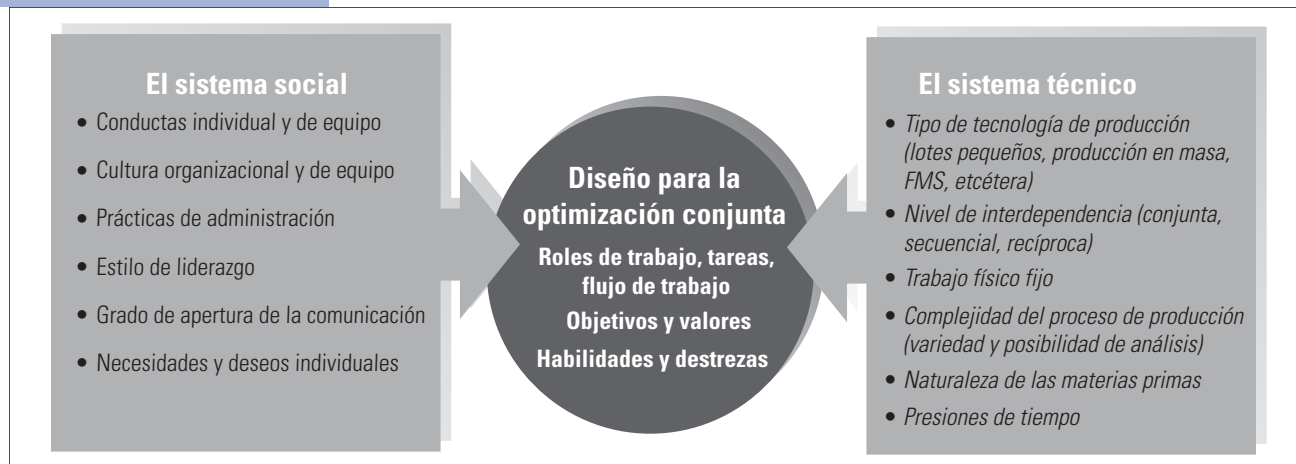 El sistema social
• Conductas individual y de equipo
• Cultura organizacional y de equipo
• Prácticas de administración
• Estilo de liderazgo
• Grado de apertura de la comunicación
• Necesidades y deseos individuales
Diseño para la
optimización conjunta
Roles de trabajo, tareas,
flujo de trabajo
Objetivos y valores
Habilidades y destrezas
El sistema técnico
• Tipo de tecnología de producción
(lotes pequeños, producción en masa,
FMS, etcétera)
• Nivel de interdependencia (conjunta,
secuencial, recíproca)
• Trabajo físico fijo
• Complejidad del proceso de producción
(variedad y posibilidad de análisis)
• Naturaleza de las materias primas
• Presiones de tiempo